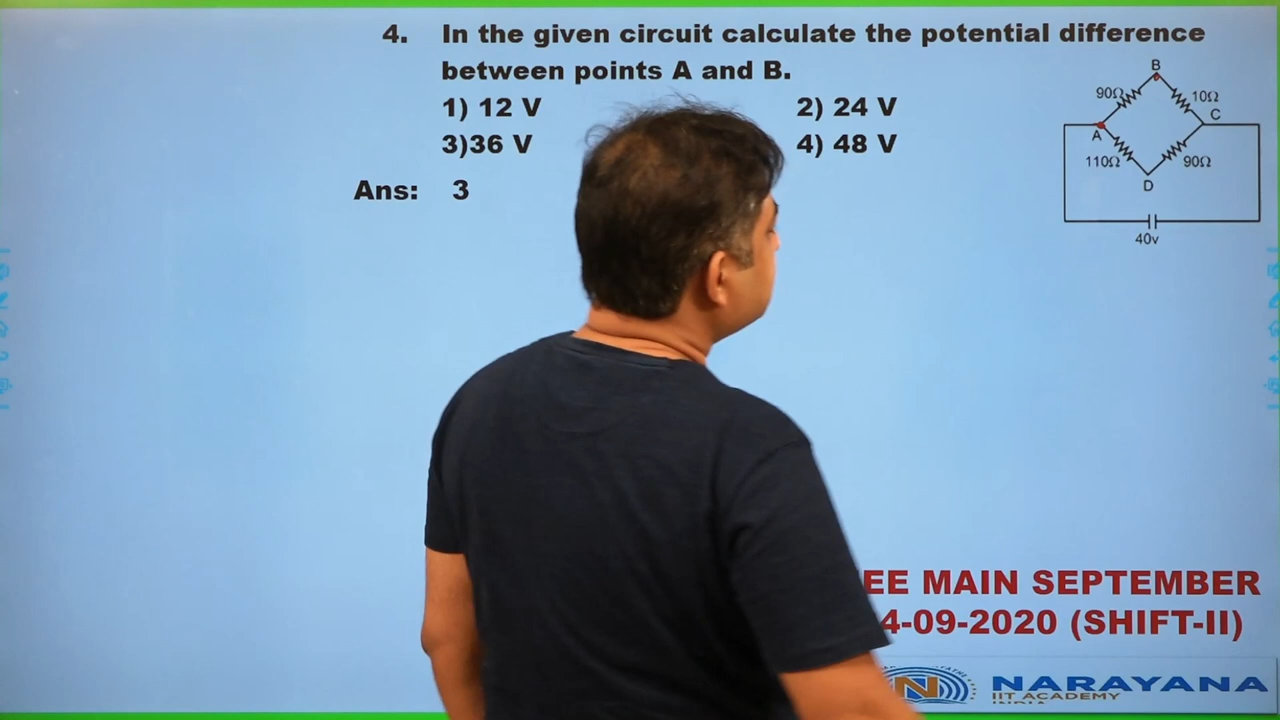 4. In the given circuit calculate the potential difference
between points A and B.
1) 12 V 2) 24 V
3)36 V 4) 48 V
Ans: 3
B
90Ω 10Ω
A C
110Ω 90Ω
D
40v
EE MAIN SEPTEMBER
4-09-2020 (SHIFT-II)
N NARAYANA
IIT ACADEMY
INDIA